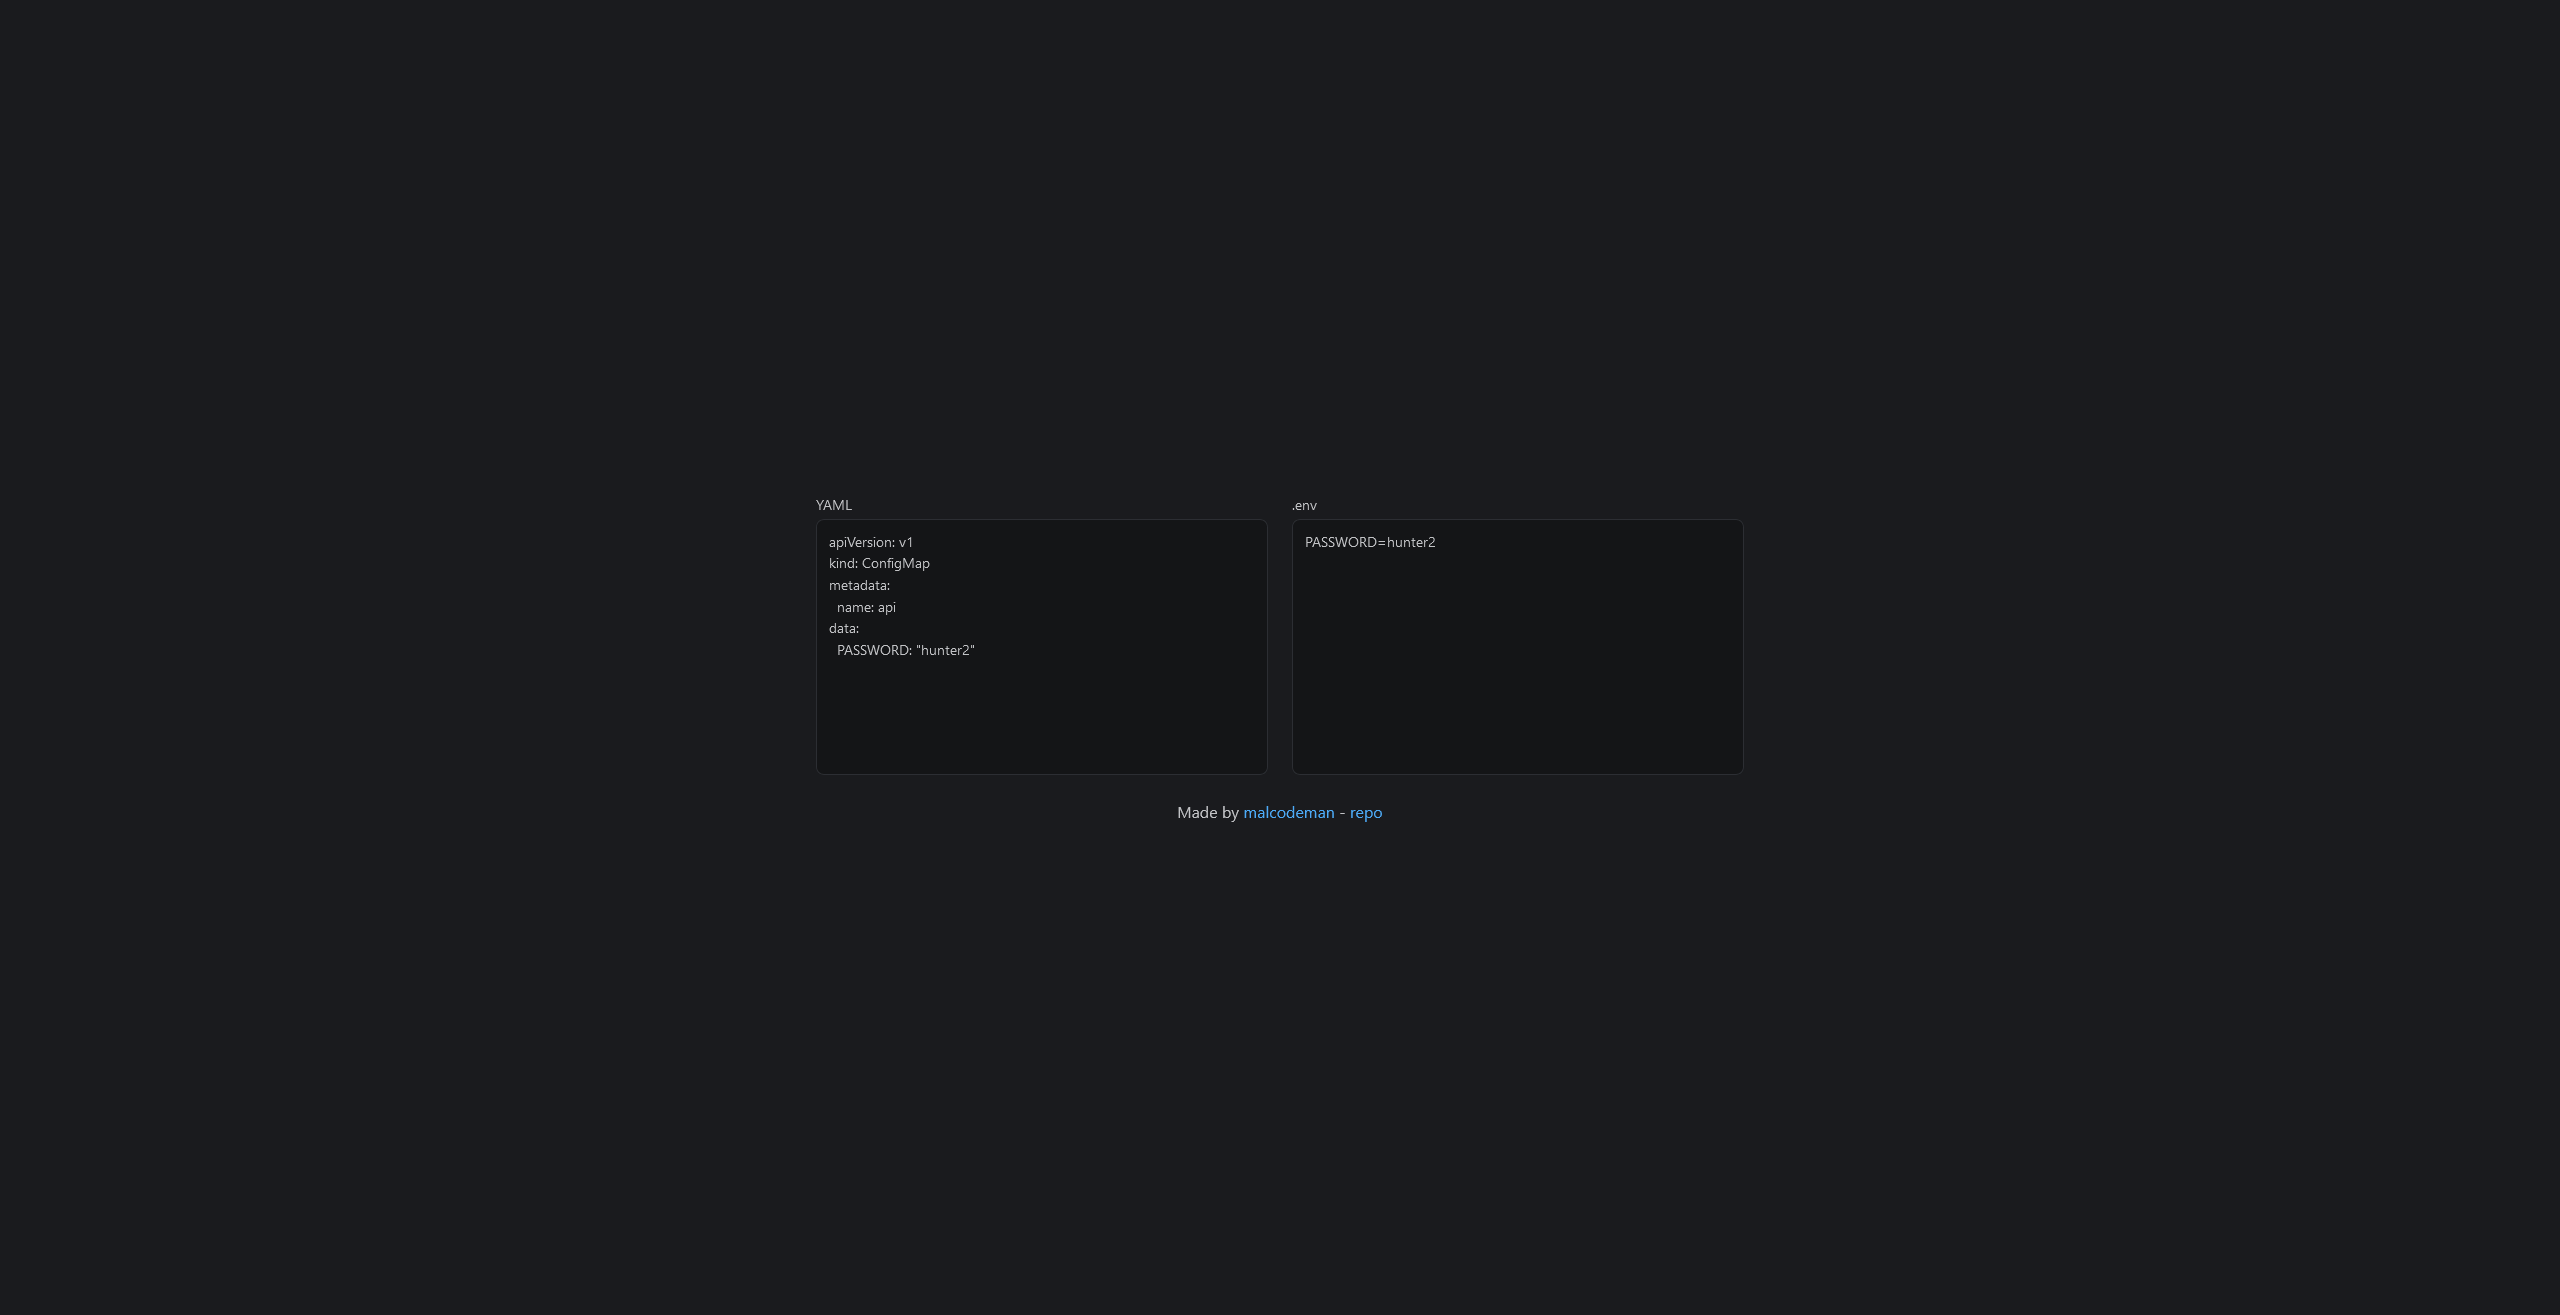 YAML
apiVersion: v1
kind: ConfigMap
metadata:
  name: api
data:
  PASSWORD: "hunter2"
.env
PASSWORD=hunter2
Made by malcodeman - repo